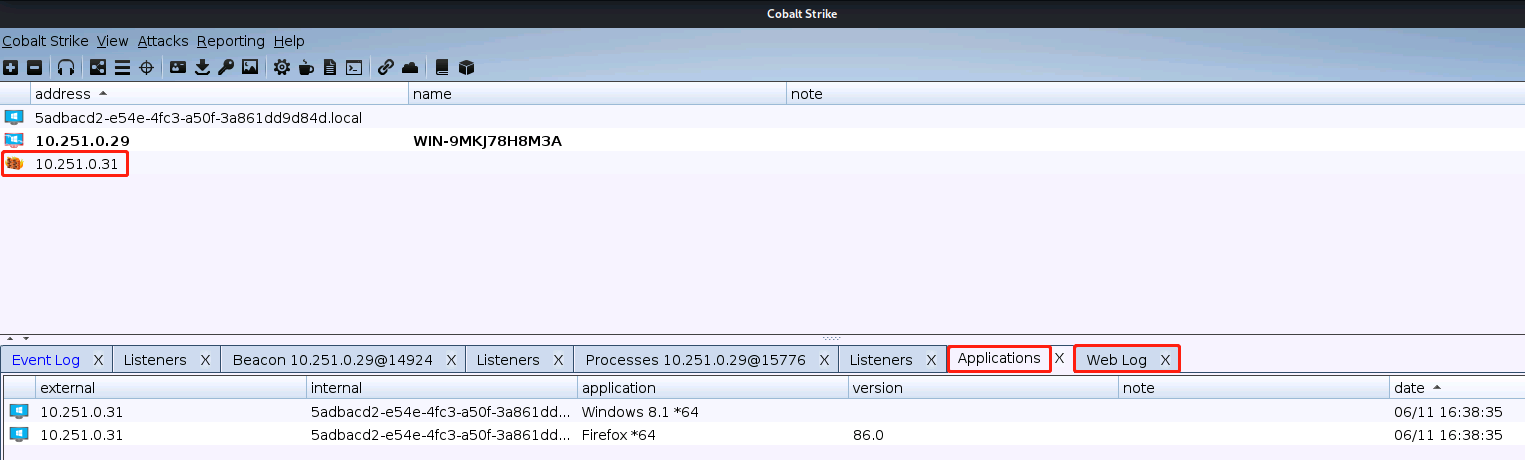 Cobalt Strike
Cobalt Strike View Attacks Reporting Help
address name note
5adbacd2-e54e-4fc3-a50f-3a861dd9d84d.local
10.251.0.29 WIN-9MKJ78H8M3A
10.251.0.31
Event Log X Listeners X Beacon 10.251.0.29@14924 X Listeners X Processes 10.251.0.29@15776 X Listeners X Applications X Web Log X
external internal application version note date
10.251.0.31 5adbacd2-e54e-4fc3-a50f-3a861dd... Windows 8.1 *64 06/11 16:38:35
10.251.0.31 5adbacd2-e54e-4fc3-a50f-3a861dd... Firefox *64 86.0 06/11 16:38:35